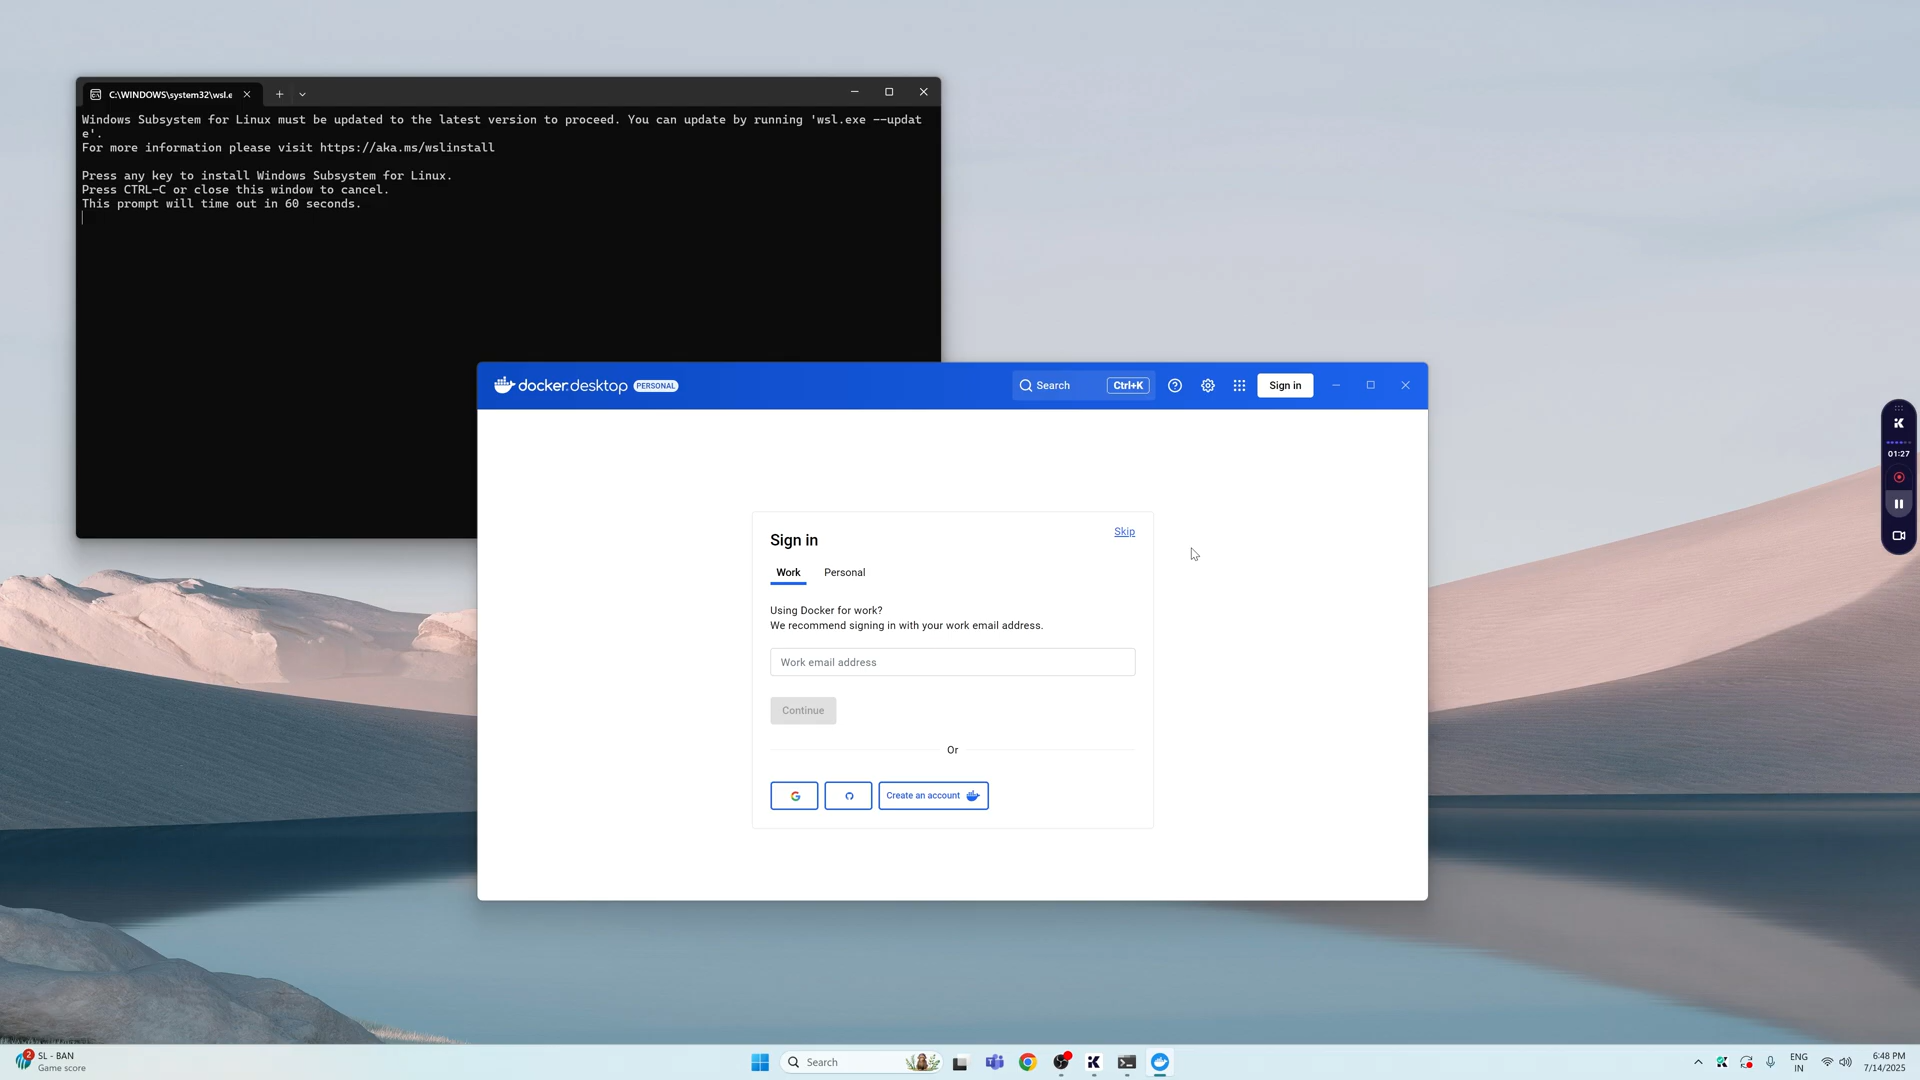 C:\WINDOWS\system32\wsl.e
Windows Subsystem for Linux must be updated to the latest version to proceed. You can update by running 'wsl.exe --updat
e'.
For more information please visit https://aka.ms/wslinstall
Press any key to install Windows Subsystem for Linux.
Press CTRL-C or close this window to cancel.
This prompt will time out in 60 seconds.
docker.desktop PERSONAL
Search Ctrl+K
Sign in
Sign in
Skip
Work Personal
Using Docker for work?
We recommend signing in with your work email address.
Work email address
Continue
Or
Create an account
01:27
2
SL - BAN
Game score
Search
ENG
IN
6:48 PM
7/14/2025